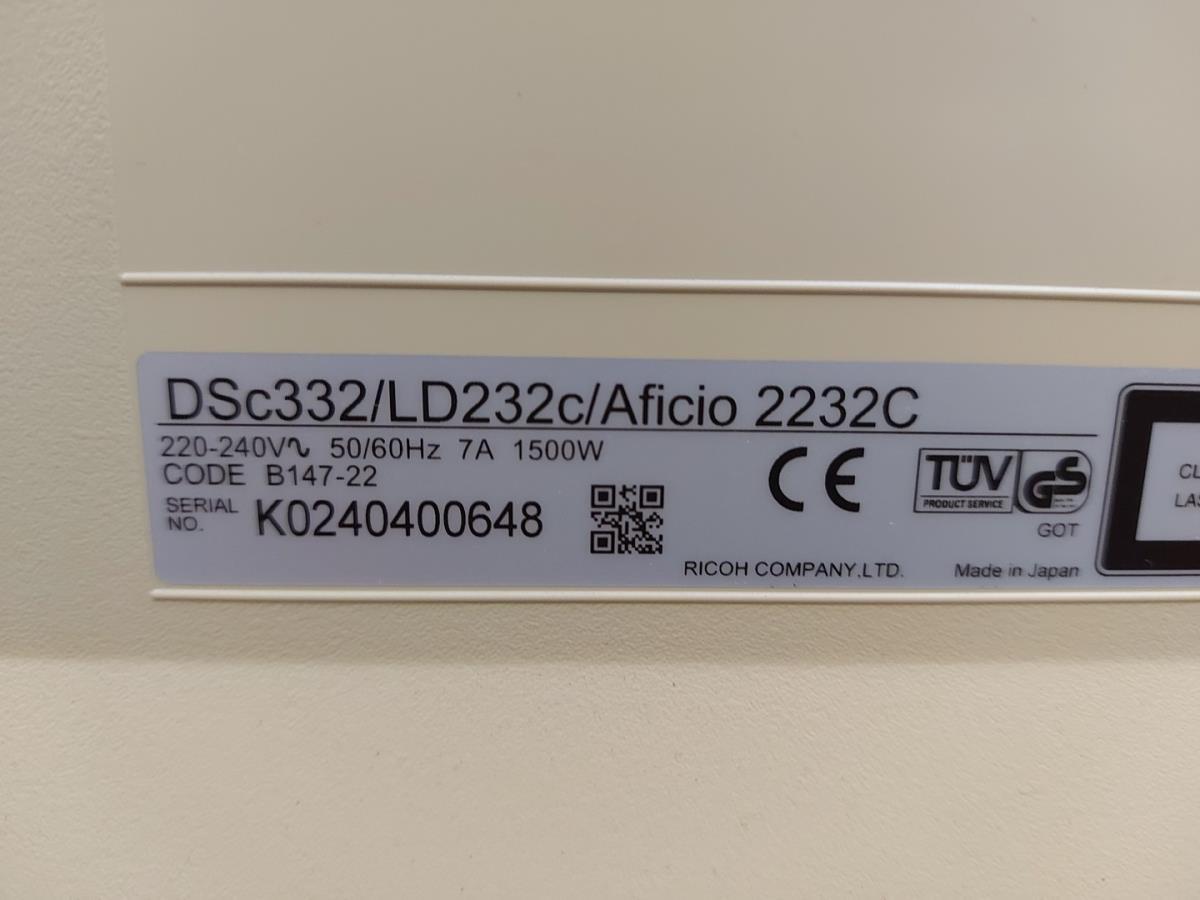 DSc332/LD232c/Aficio 2232C
220-240V∿ 50/60Hz 7A 1500W
CODE B147-22
SERIAL NO. K0240400648
CE
TÜV
PRODUCT SERVICE
GS
GOT
RICOH COMPANY,LTD.
Made in Japan